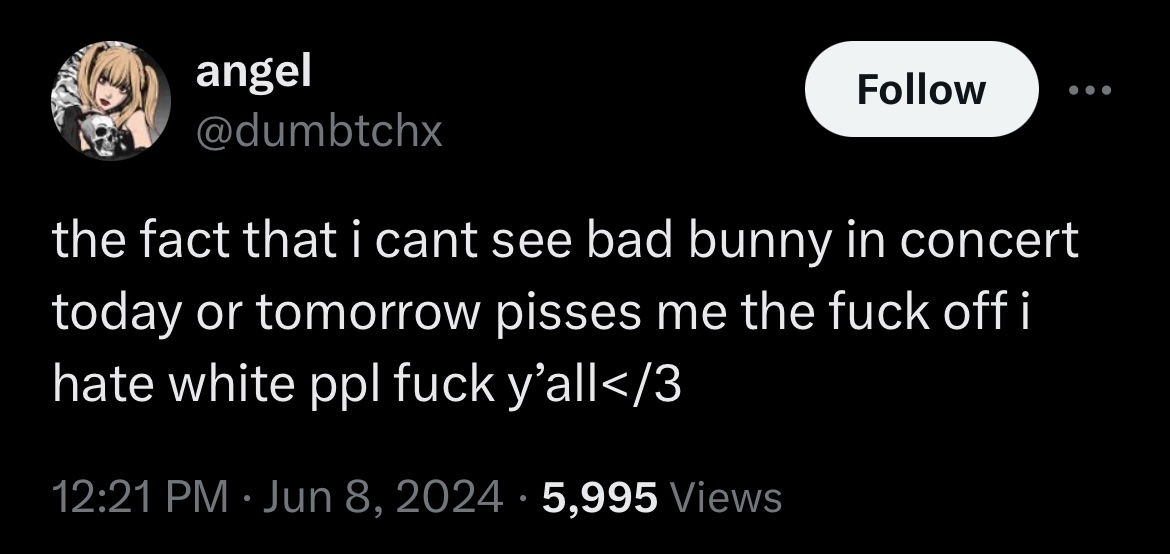 angel
@dumbtchx
Follow
the fact that i cant see bad bunny in concert
today or tomorrow pisses me the fuck off i
hate white ppl fuck y’all</3
12:21 PM · Jun 8, 2024 · 5,995 Views